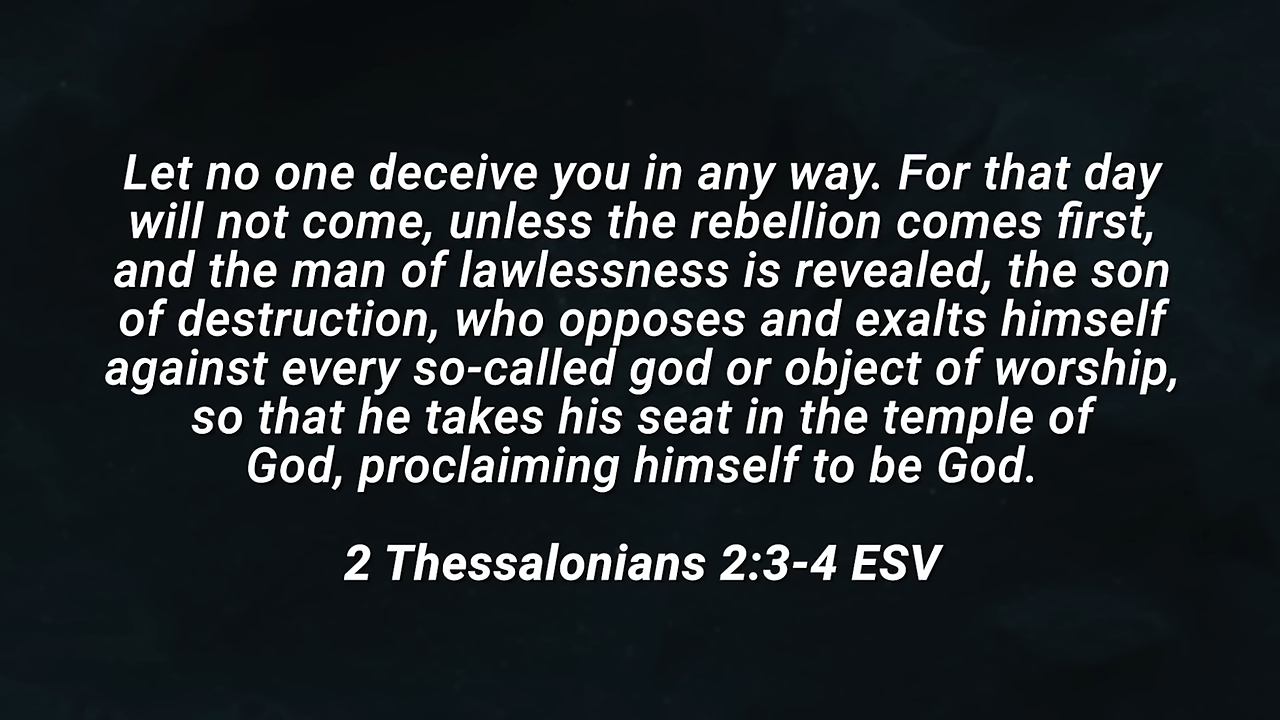 Let no one deceive you in any way. For that day
will not come, unless the rebellion comes first,
and the man of lawlessness is revealed, the son
of destruction, who opposes and exalts himself
against every so-called god or object of worship,
so that he takes his seat in the temple of
God, proclaiming himself to be God.
2 Thessalonians 2:3-4 ESV